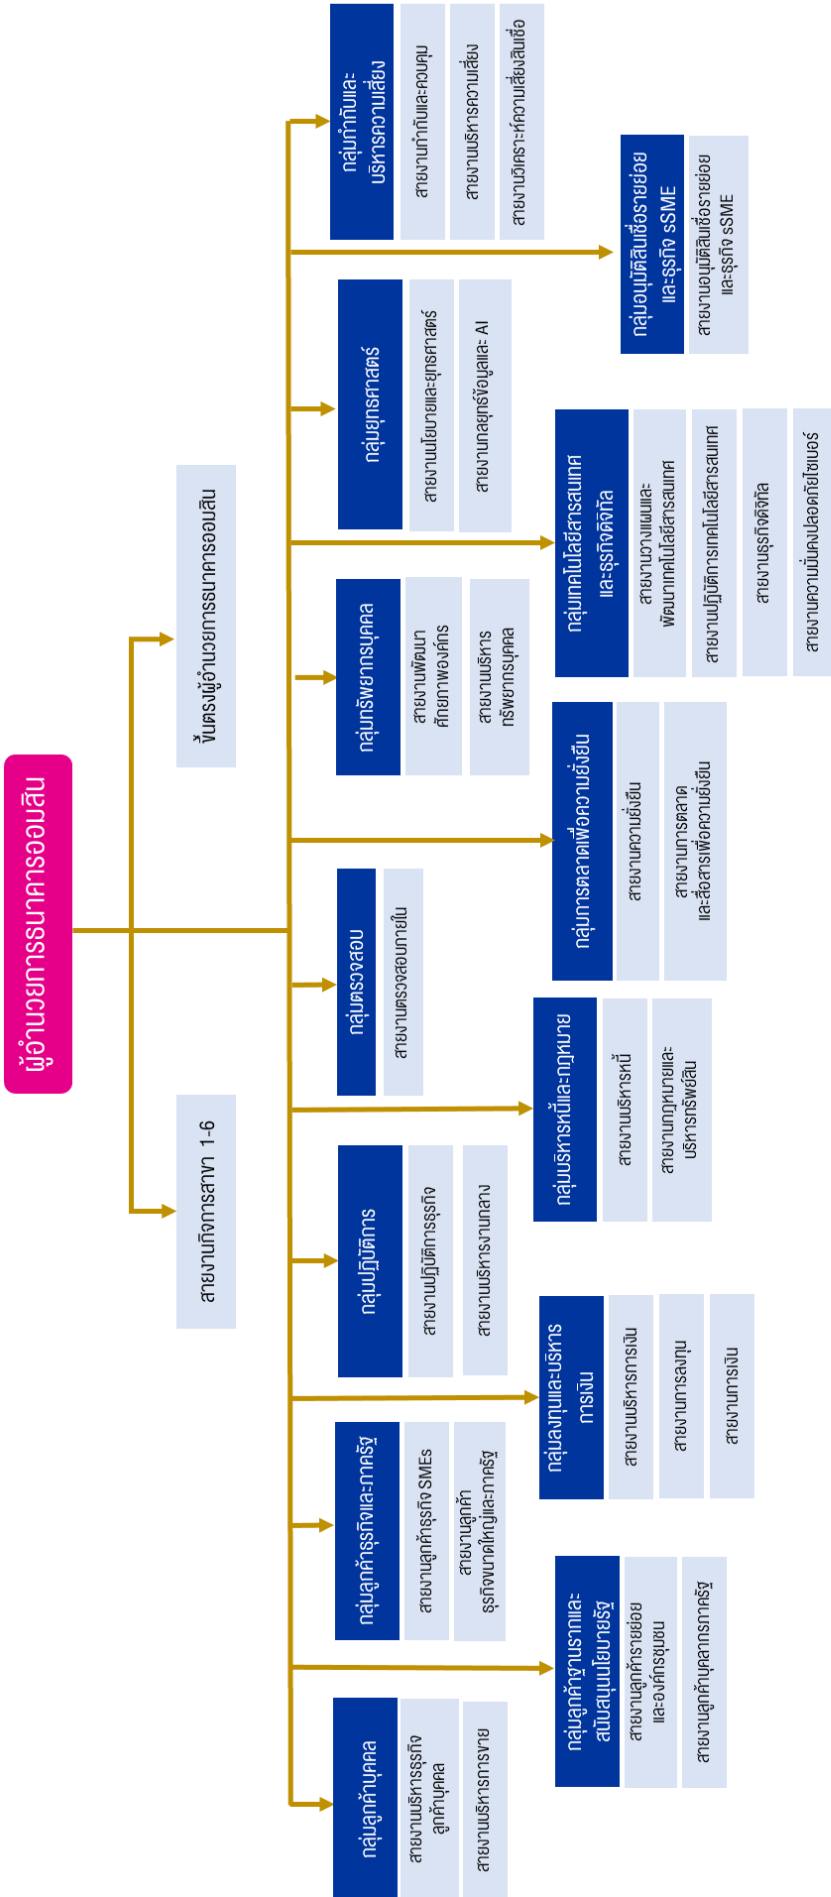 ผู้อำนวยการธนาคารออมสิน
สายงานกิจการสาขา 1-6
ขึ้นตรงผู้อำนวยการธนาคารออมสิน
กลุ่มลูกค้าบุคคล
สายงานบริหารธุรกิจ
ลูกค้าบุคคล
สายงานบริหารการขาย
กลุ่มลูกค้าธุรกิจและภาครัฐ
สายงานลูกค้าธุรกิจ SMEs
สายงานลูกค้า
ธุรกิจขนาดใหญ่และภาครัฐ
กลุ่มปฏิบัติการ
สายงานปฏิบัติการธุรกิจ
สายงานบริหารงานกลาง
กลุ่มตรวจสอบ
สายงานตรวจสอบภายใน
กลุ่มทรัพยากรบุคคล
สายงานพัฒนา
ศักยภาพองค์กร
สายงานบริหาร
ทรัพยากรบุคคล
กลุ่มยุทธศาสตร์
สายงานนโยบายและยุทธศาสตร์
สายงานกลยุทธ์ข้อมูลและ AI
กลุ่มกำกับและ
บริหารความเสี่ยง
สายงานกำกับและควบคุม
สายงานบริหารความเสี่ยง
สายงานวิเคราะห์ความเสี่ยงสินเชื่อ
กลุ่มลูกค้าฐานรากและ
สนับสนุนนโยบายรัฐ
สายงานลูกค้ารายย่อย
และองค์กรชุมชน
สายงานลูกค้าบุคลากรภาครัฐ
กลุ่มลงทุนและบริหาร
การเงิน
สายงานบริหารการเงิน
สายงานการลงทุน
สายงานการเงิน
กลุ่มบริหารหนี้และกฎหมาย
สายงานบริหารหนี้
สายงานกฎหมายและ
บริหารทรัพย์สิน
กลุ่มการตลาดเพื่อความยั่งยืน
สายงานความยั่งยืน
สายงานการตลาด
และสื่อสารเพื่อความยั่งยืน
กลุ่มเทคโนโลยีสารสนเทศ
และธุรกิจดิจิทัล
สายงานวางแผนและ
พัฒนาเทคโนโลยีสารสนเทศ
สายงานปฏิบัติการเทคโนโลยีสารสนเทศ
สายงานธุรกิจดิจิทัล
สายงานความมั่นคงปลอดภัยไซเบอร์
กลุ่มอนุมัติสินเชื่อรายย่อย
และธุรกิจ sSME
สายงานอนุมัติสินเชื่อรายย่อย
และธุรกิจ sSME